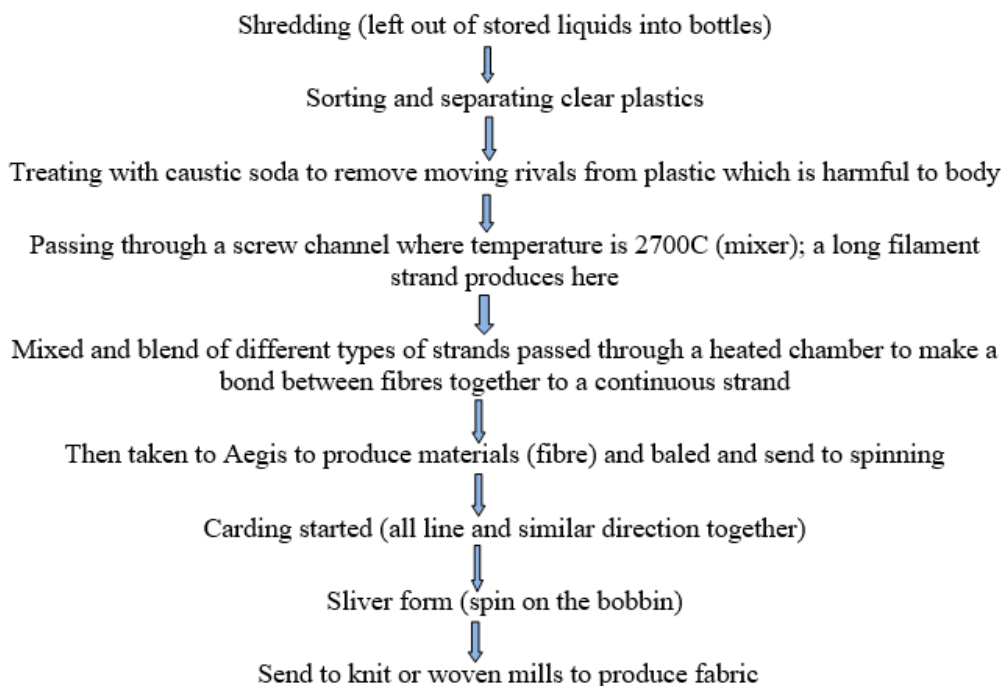 Shredding (left out of stored liquids into bottles)
Sorting and separating clear plastics
Treating with caustic soda to remove moving rivals from plastic which is harmful to body
Passing through a screw channel where temperature is 2700C (mixer); a long filament
strand produces here
Mixed and blend of different types of strands passed through a heated chamber to make a
bond between fibres together to a continuous strand
Then taken to Aegis to produce materials (fibre) and baled and send to spinning
Carding started (all line and similar direction together)
Sliver form (spin on the bobbin)
Send to knit or woven mills to produce fabric